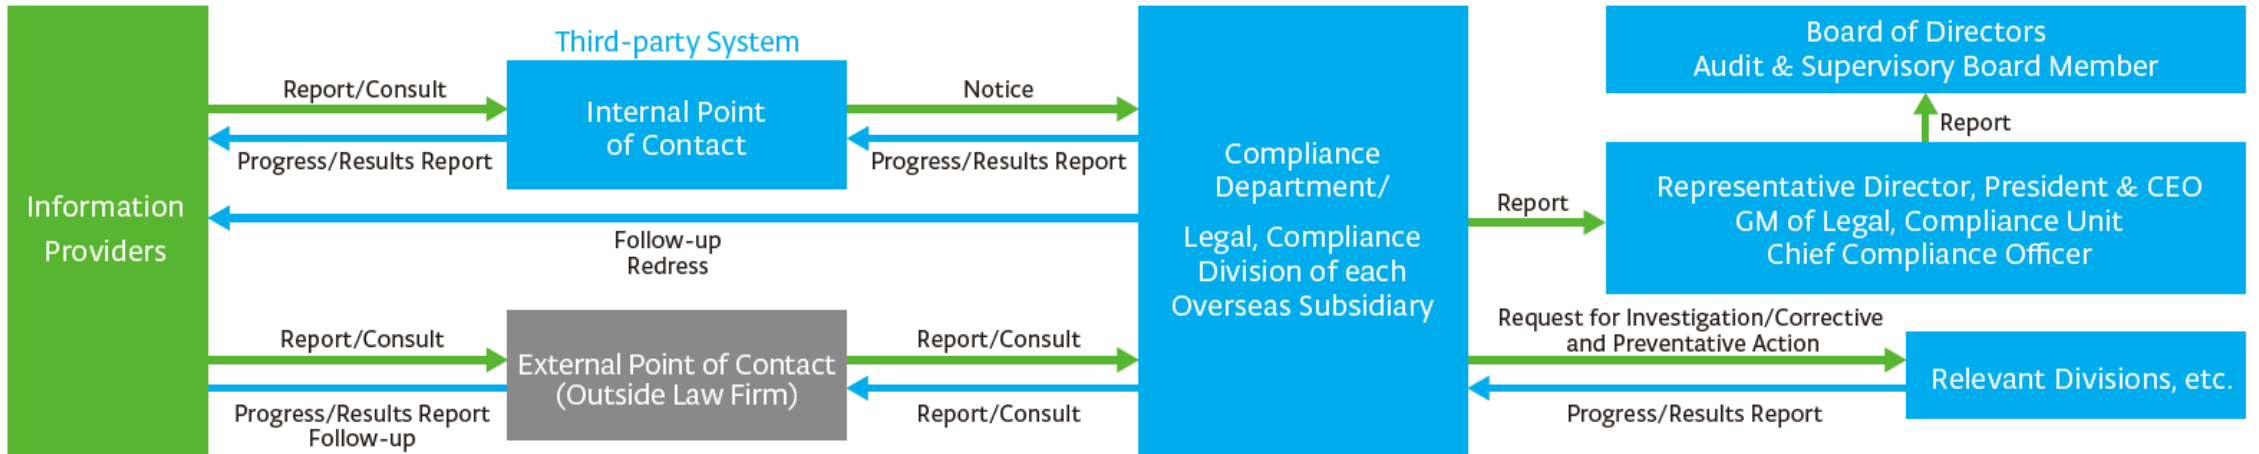 Information
Providers
Third-party System
Report/Consult
Internal Point
of Contact
Progress/Results Report
Notice
Progress/Results Report
Follow-up
Redress
Report/Consult
External Point of Contact
(Outside Law Firm)
Progress/Results Report
Follow-up
Report/Consult
Report/Consult
Compliance
Department/
Legal, Compliance
Division of each
Overseas Subsidiary
Report
Board of Directors
Audit & Supervisory Board Member
Report
Representative Director, President & CEO
GM of Legal, Compliance Unit
Chief Compliance Officer
Request for Investigation/Corrective
and Preventative Action
Relevant Divisions, etc.
Progress/Results Report